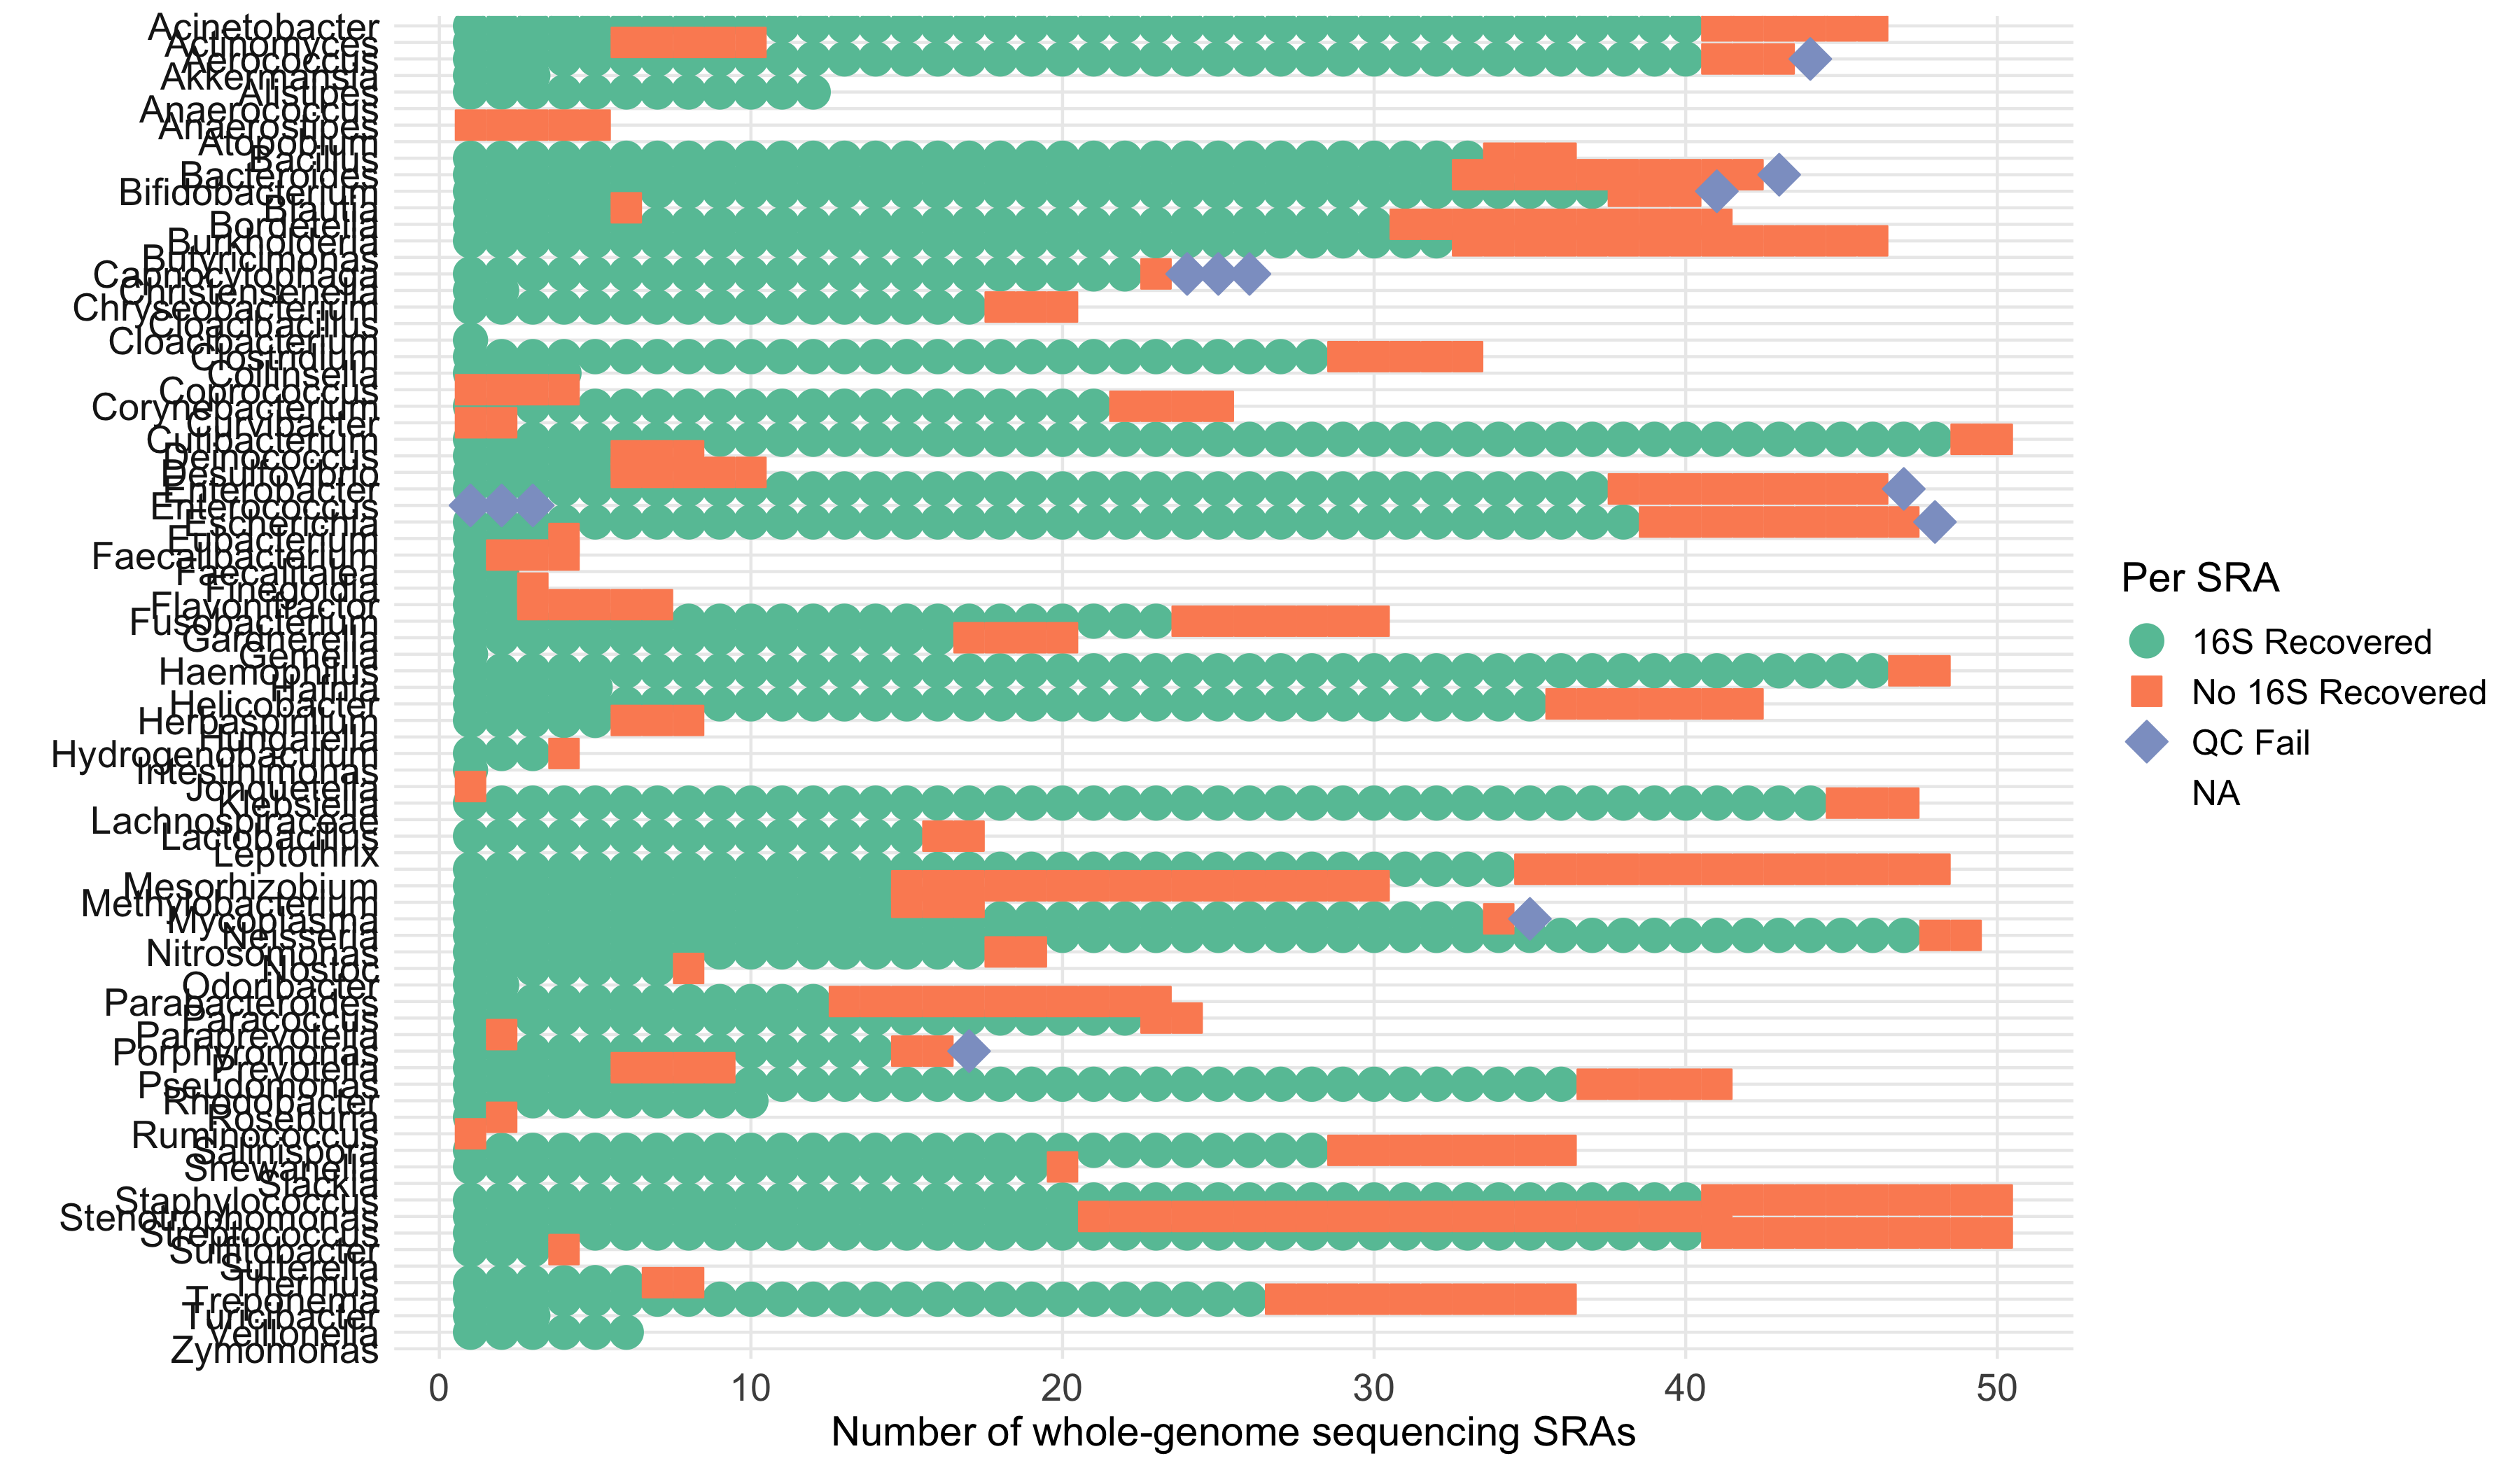 Acinetobacter
Actinomyces
Aerococcus
Akkermansia
Alistipes
Anaerococcus
Anaerostipes
Atopobium
Bacillus
Bacteroides
Bifidobacterium
Blautia
Bordetella
Burkholderia
Butyricimonas
Capnocytophaga
Christensenella
Chryseobacterium
Cloacibacillus
Cloacibacterium
Clostridium
Collinsella
Coprococcus
Corynebacterium
Curvibacter
Cutibacterium
Deinococcus
Desulfovibrio
Enterobacter
Enterococcus
Escherichia
Eubacterium
Faecalibacterium
Faecalitalea
Finegoldia
Flavonifractor
Fusobacterium
Gardnerella
Gemella
Haemophilus
Hafnia
Helicobacter
Herbaspirillum
Hungatella
Hydrogenobaculum
Intestinimonas
Jonquetella
Klebsiella
Lachnospiraceae
Lactobacillus
Leptothrix
Mesorhizobium
Methylobacterium
Mycoplasma
Neisseria
Nitrosomonas
Nostoc
Odoribacter
Parabacteroides
Paracoccus
Paraprevotella
Porphyromonas
Prevotella
Pseudomonas
Rhodobacter
Roseburia
Ruminococcus
Salinispora
Shewanella
Slackia
Staphylococcus
Stenotrophomonas
Streptococcus
Sulfitobacter
Sutterella
Thermus
Treponema
Turicibacter
Veillonella
Zymomonas
0 10 20 30 40 50
Number of whole-genome sequencing SRAs
Per SRA
16S Recovered
No 16S Recovered
QC Fail
NA